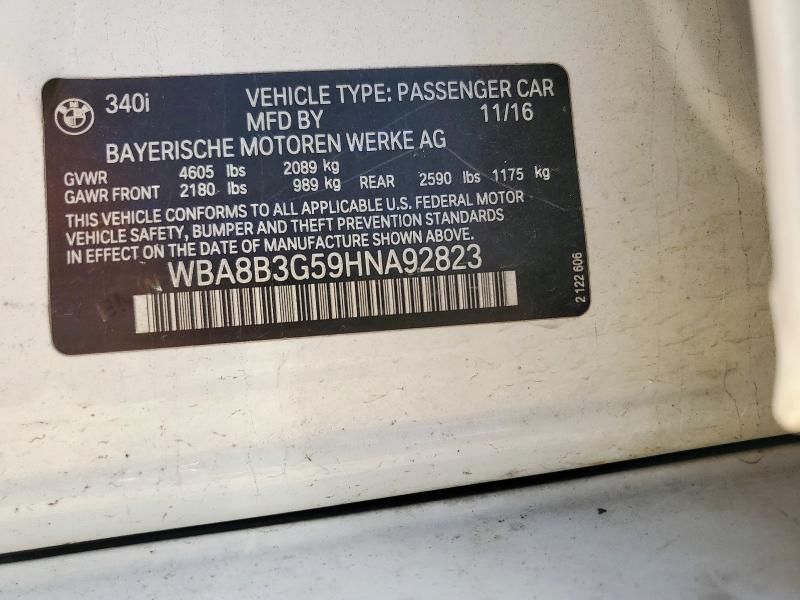 340i VEHICLE TYPE: PASSENGER CAR
MFD BY 11/16
BAYERISCHE MOTOREN WERKE AG
GVWR 4605 lbs 2089 kg
GAWR FRONT 2180 lbs 989 kg REAR 2590 lbs 1175 kg
THIS VEHICLE CONFORMS TO ALL APPLICABLE U.S. FEDERAL MOTOR
VEHICLE SAFETY, BUMPER AND THEFT PREVENTION STANDARDS
IN EFFECT ON THE DATE OF MANUFACTURE SHOWN ABOVE.
WBA8B3G59HNA92823
2 122 606